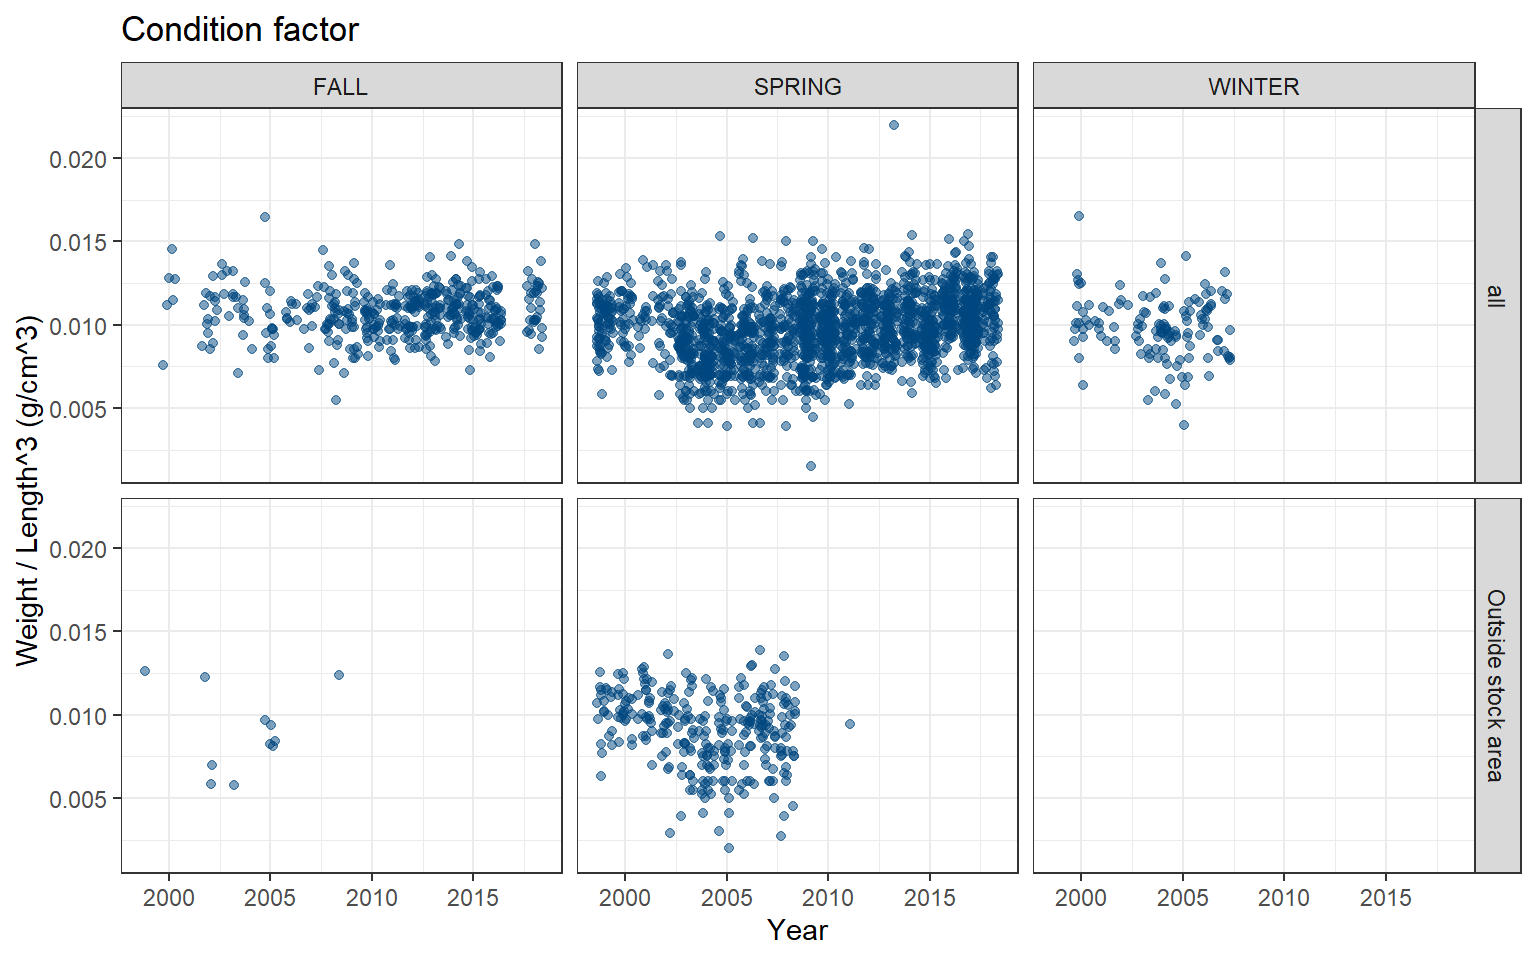 Condition factor
FALL
SPRING
WINTER
Weight / Length^3 (g/cm^3)
0.020
0.015
0.010
0.005
all
0.020
0.015
0.010
0.005
Outside stock area
2000 2005 2010 2015
2000 2005 2010 2015
2000 2005 2010 2015
Year